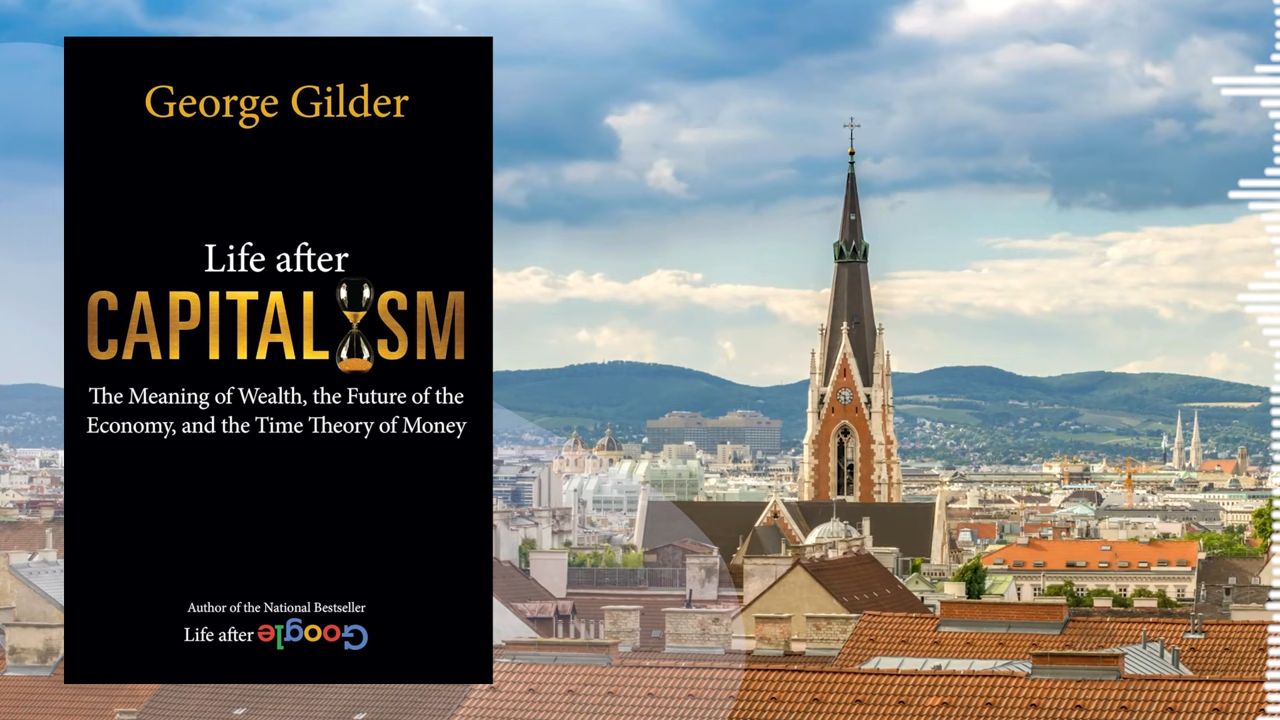 George Gilder
Life after
CAPITALISM
The Meaning of Wealth, the Future of the
Economy, and the Time Theory of Money
Author of the National Bestseller
Life after Google